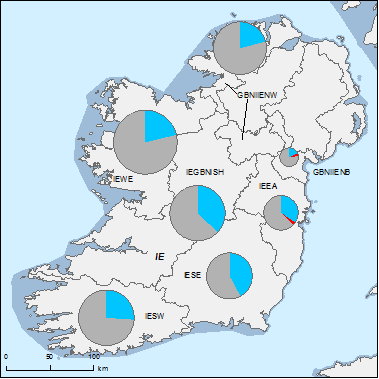 GBNIIENW
GBNIIENB
IEWE
IEGBNISH
IEEA
IE
IESE
IESW
0 50 100
km